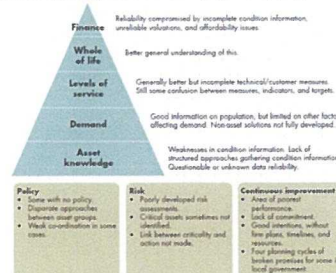 Finance
Reliability compromised by incomplete condition information,
unreliable valuations, and affordability issues.
Whole
of life
Better general understanding of this.
Levels of
service
Generally better but incomplete technical/customer measures.
Still some confusion between measures, indicators, and targets.
Demand
Good information on population, but limited on other facto
affecting demand. Non-asset solutions not fully developed.
Asset
knowledge
Weaknesses in condition information. Lack of
structured approaches gathering condition information
Questionable or unknown data reliability.
Policy
• Some with no policy.
• Disparate approaches
between asset groups.
• Weak co-ordination in some
cases.
Risk
• Poorly developed risk
assessments.
• Critical assets sometimes not
identified.
• Link between criticality and
action not made.
Continuous improvement
• Area of poorest
performance.
• Lack of commitment.
• Good intentions, without
firm plans, timelines, and
resources.
• Four planning cycles of
broken promises for some o
local government